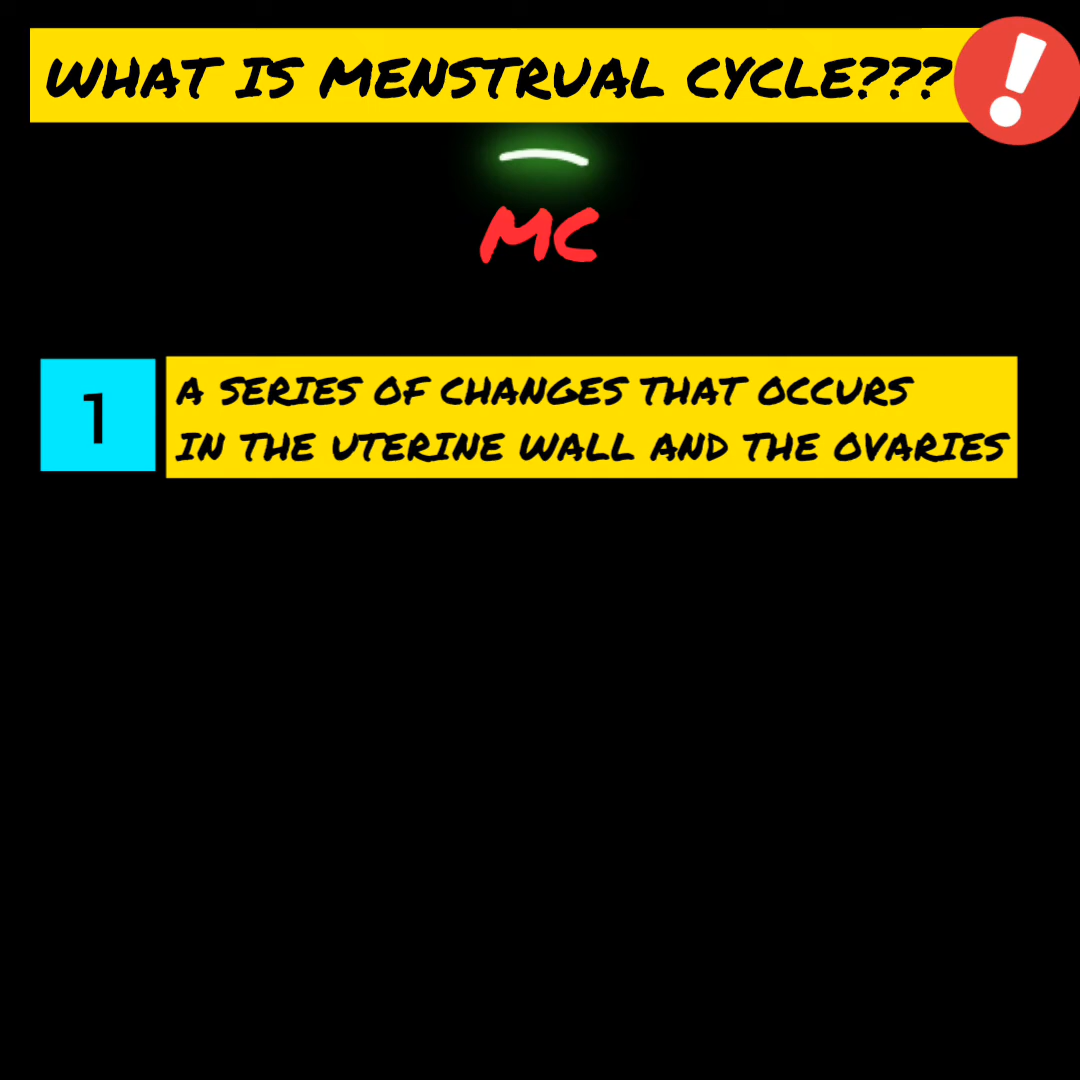 WHAT IS MENSTRUAL CYCLE???
MC
1
A SERIES OF CHANGES THAT OCCURS
IN THE UTERINE WALL AND THE OVARIES